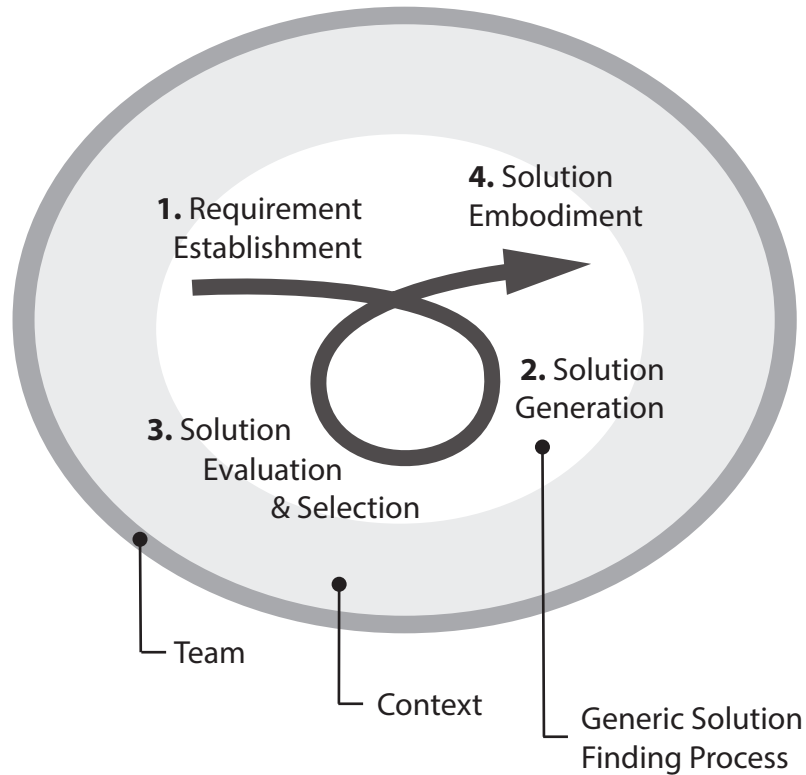 1. Requirement
Establishment
4. Solution
Embodiment
2. Solution
Generation
3. Solution
Evaluation
& Selection
Team
Context
Generic Solution
Finding Process